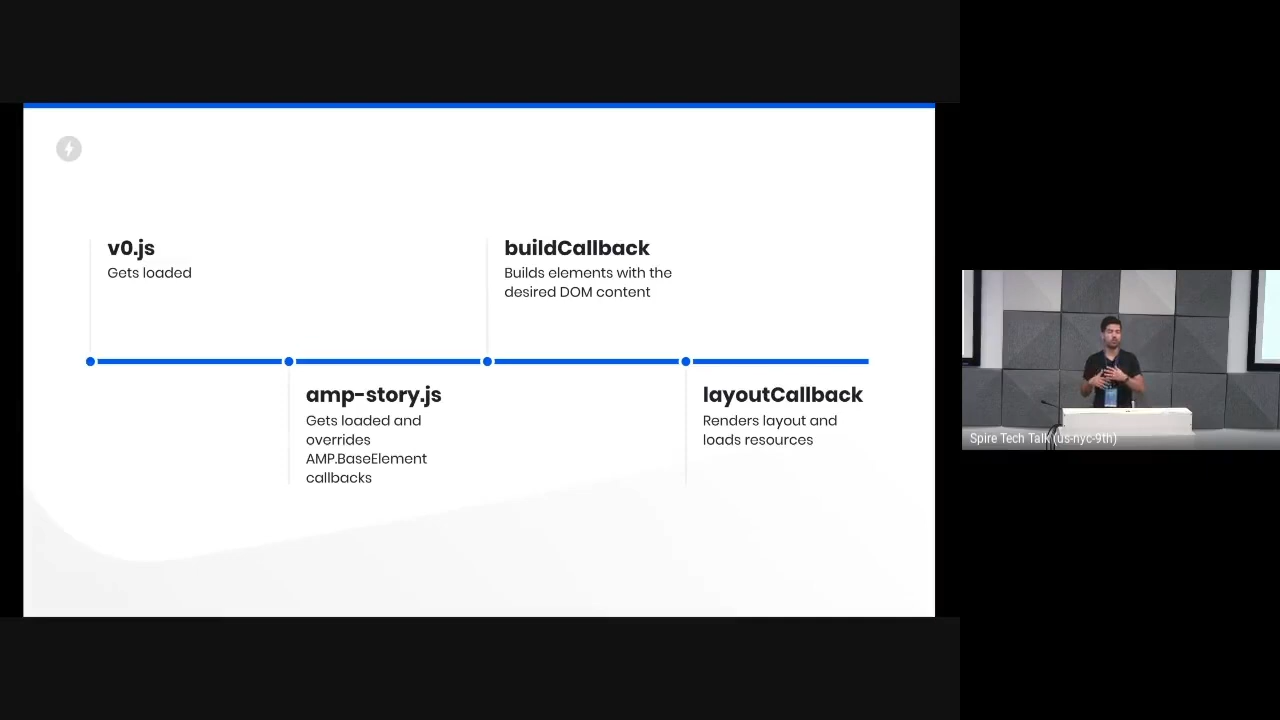 v0.js
Gets loaded
buildCallback
Builds elements with the
desired DOM content
amp-story.js
Gets loaded and
overrides
AMP.BaseElement
callbacks
layoutCallback
Renders layout and
loads resources
Spire Tech Talk (us-nyc-9th)